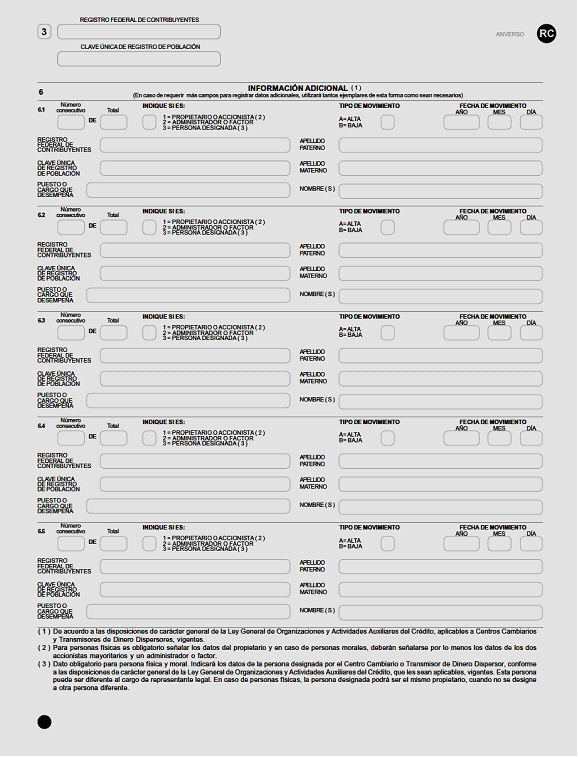 REGISTRO FEDERAL DE CONTRIBUYENTES
3
ANVERSO RC
CLAVE ÚNICA DE REGISTRO DE POBLACIÓN
6 INFORMACIÓN ADICIONAL ( 1 )
(En caso de requerir más campos para registrar datos adicionales, utilizará tantos ejemplares de esta forma como sean necesarios)
6.1 Número consecutivo DE Total INDIQUE SI ES: TIPO DE MOVIMIENTO FECHA DE MOVIMIENTO
AÑO MES DÍA
1 = PROPIETARIO O ACCIONISTA ( 2 )
2 = ADMINISTRADOR O FACTOR
3 = PERSONA DESIGNADA ( 3 )
A= ALTA
B= BAJA
REGISTRO FEDERAL DE CONTRIBUYENTES APELLIDO PATERNO
CLAVE ÚNICA DE REGISTRO DE POBLACIÓN APELLIDO MATERNO
PUESTO O CARGO QUE DESEMPEÑA NOMBRE ( S )
6.2 Número consecutivo DE Total INDIQUE SI ES: TIPO DE MOVIMIENTO FECHA DE MOVIMIENTO
AÑO MES DÍA
1 = PROPIETARIO O ACCIONISTA ( 2 )
2 = ADMINISTRADOR O FACTOR
3 = PERSONA DESIGNADA ( 3 )
A= ALTA
B= BAJA
REGISTRO FEDERAL DE CONTRIBUYENTES APELLIDO PATERNO
CLAVE ÚNICA DE REGISTRO DE POBLACIÓN APELLIDO MATERNO
PUESTO O CARGO QUE DESEMPEÑA NOMBRE ( S )
6.3 Número consecutivo DE Total INDIQUE SI ES: TIPO DE MOVIMIENTO FECHA DE MOVIMIENTO
AÑO MES DÍA
1 = PROPIETARIO O ACCIONISTA ( 2 )
2 = ADMINISTRADOR O FACTOR
3 = PERSONA DESIGNADA ( 3 )
A= ALTA
B= BAJA
REGISTRO FEDERAL DE CONTRIBUYENTES APELLIDO PATERNO
CLAVE ÚNICA DE REGISTRO DE POBLACIÓN APELLIDO MATERNO
PUESTO O CARGO QUE DESEMPEÑA NOMBRE ( S )
6.4 Número consecutivo DE Total INDIQUE SI ES: TIPO DE MOVIMIENTO FECHA DE MOVIMIENTO
AÑO MES DÍA
1 = PROPIETARIO O ACCIONISTA ( 2 )
2 = ADMINISTRADOR O FACTOR
3 = PERSONA DESIGNADA ( 3 )
A= ALTA
B= BAJA
REGISTRO FEDERAL DE CONTRIBUYENTES APELLIDO PATERNO
CLAVE ÚNICA DE REGISTRO DE POBLACIÓN APELLIDO MATERNO
PUESTO O CARGO QUE DESEMPEÑA NOMBRE ( S )
6.5 Número consecutivo DE Total INDIQUE SI ES: TIPO DE MOVIMIENTO FECHA DE MOVIMIENTO
AÑO MES DÍA
1 = PROPIETARIO O ACCIONISTA ( 2 )
2 = ADMINISTRADOR O FACTOR
3 = PERSONA DESIGNADA ( 3 )
A= ALTA
B= BAJA
REGISTRO FEDERAL DE CONTRIBUYENTES APELLIDO PATERNO
CLAVE ÚNICA DE REGISTRO DE POBLACIÓN APELLIDO MATERNO
PUESTO O CARGO QUE DESEMPEÑA NOMBRE ( S )
( 1 ) De acuerdo a las disposiciones de carácter general de la Ley General de Organizaciones y Actividades Auxiliares del Crédito, aplicables a Centros Cambiarios
y Transmisores de Dinero Dispersores, vigentes.
( 2 ) Para personas físicas es obligatorio señalar los datos del propietario y en caso de personas morales, deberán señalarse por lo menos los datos de los dos
accionistas mayoritarios y un administrador o factor.
( 3 ) Dato obligatorio para persona física y moral. Indicará los datos de la persona designada por el Centro Cambiario o Transmisor de Dinero Dispersor, conforme
a las disposiciones de carácter general de la Ley General de Organizaciones y Actividades Auxiliares del Crédito, que les sean aplicables, vigentes. Esta persona
puede ser diferente al cargo de representante legal. En caso de personas físicas, la persona designada podrá ser el mismo propietario, cuando no se designe
a otra persona diferente.